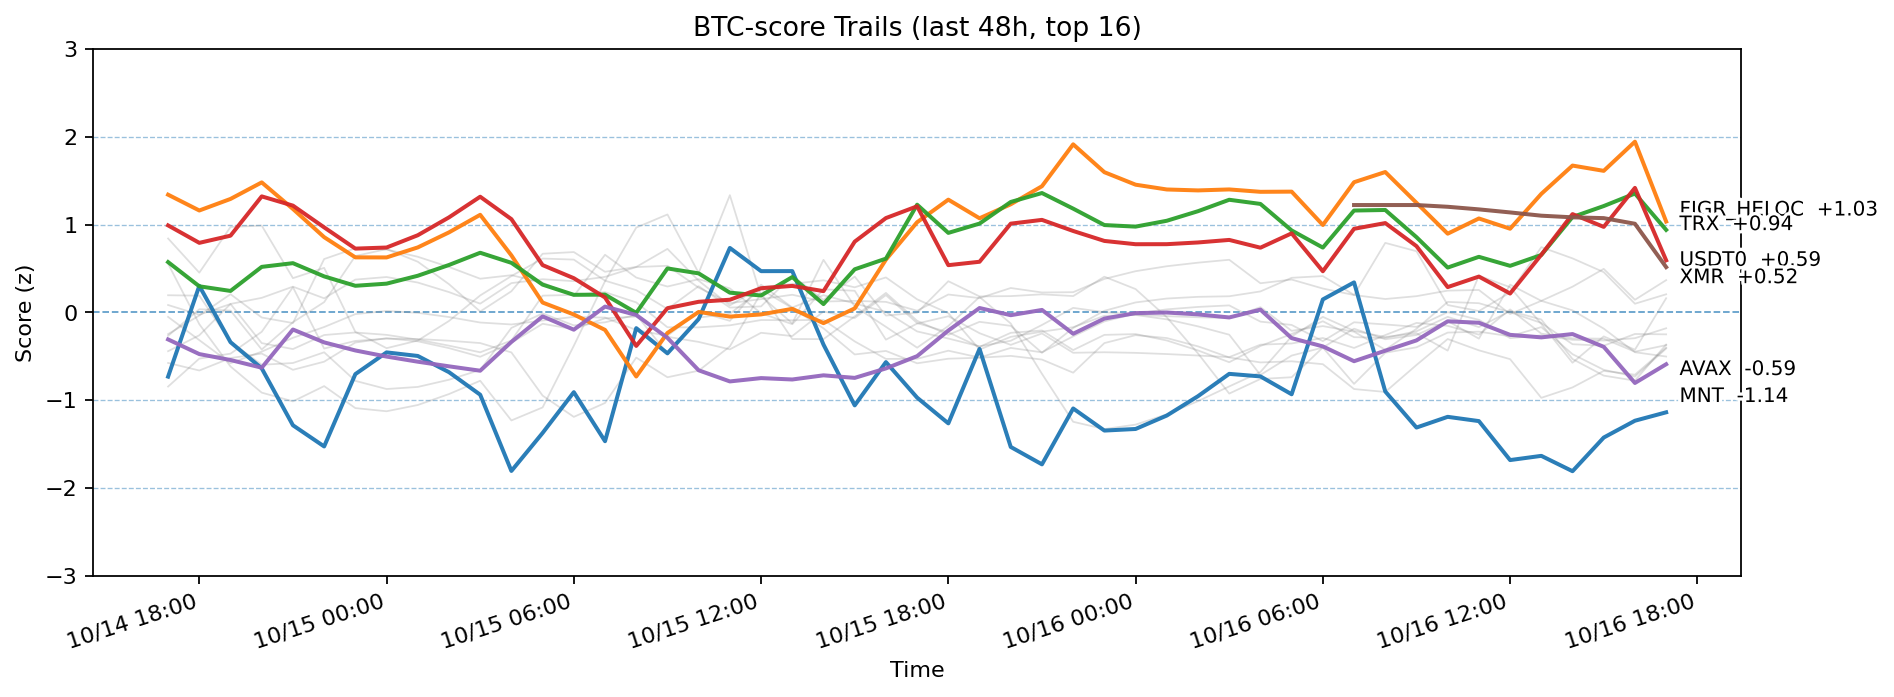 BTC-score Trails (last 48h, top 16)
Score (z)
3
2
1
0
−1
−2
−3
FIGR_HELOC +1.03
TRX +0.94
USDT0 +0.59
XMR +0.52
AVAX -0.59
MNT -1.14
10/14 18:00
10/15 00:00
10/15 06:00
10/15 12:00
10/15 18:00
10/16 00:00
10/16 06:00
10/16 12:00
10/16 18:00
Time